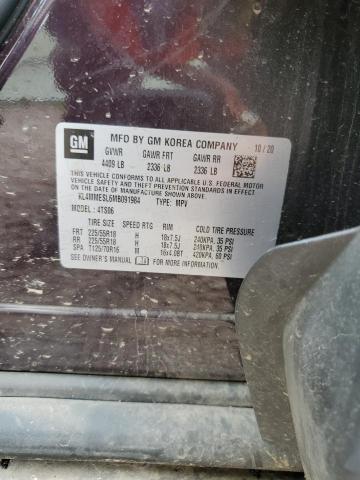 GM
MFD BY GM KOREA COMPANY 10/20
GVWR GAWR FRT GAWR RR
4409 LB 2336 LB 2336 LB
THIS VEHICLE CONFORMS TO ALL APPLICABLE U.S. FEDERAL MOTOR
VEHICLE SAFETY, BUMPER, AND THEFT PREVENTION STANDARDS IN
EFFECT ON THE DATE OF MANUFACTURE SHOWN ABOVE.
KL4MMESL6MB091984 TYPE: MPV
MODEL: 4TS06
TIRE SIZE SPEED RTG RIM COLD TIRE PRESSURE
FRT 225/55R18 H 18x7.5J 240KPA, 35 PSI
RR 225/55R18 H 18x7.5J 240KPA, 35 PSI
SPA T125/70R16 M 16x4.0BT 420KPA, 60 PSI
SEE OWNER'S MANUAL FOR ADDITIONAL INFORMATION